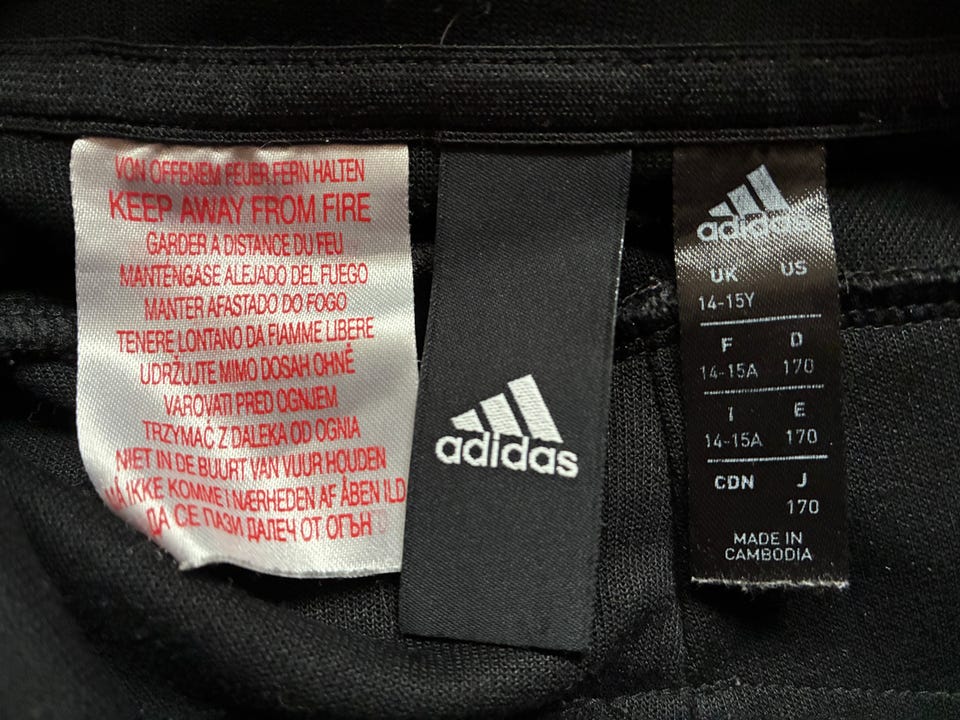 VON OFFENEM FEUER FERN HALTEN
KEEP AWAY FROM FIRE
GARDER A DISTANCE DU FEU
MANTÉNGASE ALEJADO DEL FUEGO
MANTER AFASTADO DO FOGO
TENERE LONTANO DA FIAMME LIBERE
UDRŽUJTE MIMO DOSAH OHNĚ
VAROVATI PRED OGNJEM
TRZYMAĆ Z DALEKA OD OGNIA
NIET IN DE BUURT VAN VUUR HOUDEN
MÅ IKKE KOMME I NÆRHEDEN AF ÅBEN ILD
ДА СЕ ПАЗИ ДАЛЕЧ ОТ ОГЪН
adidas
adidas
UK US
14-15Y
F D
14-15A 170
I E
14-15A 170
CDN J
170
MADE IN
CAMBODIA